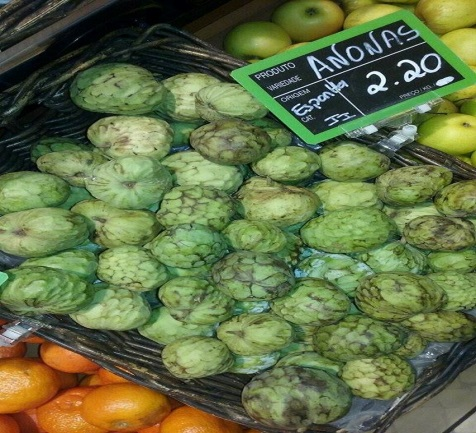 PRODUTO ANONAS
VARIEDADE
ORIGEM Espanha 2.20
CAT. II PREÇO/KG